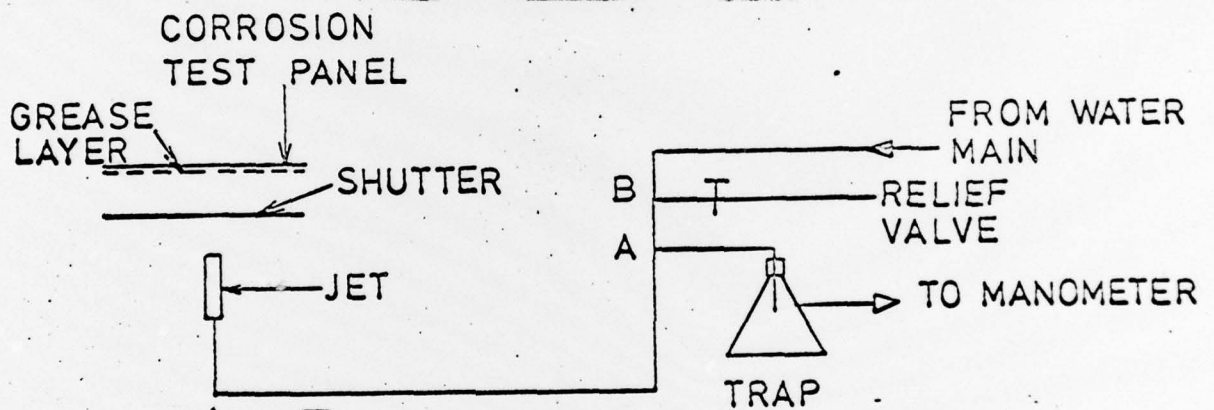 CORROSION
TEST PANEL
GREASE
LAYER
SHUTTER
JET
FROM WATER
MAIN
B
RELIEF
VALVE
A
TO MANOMETER
TRAP